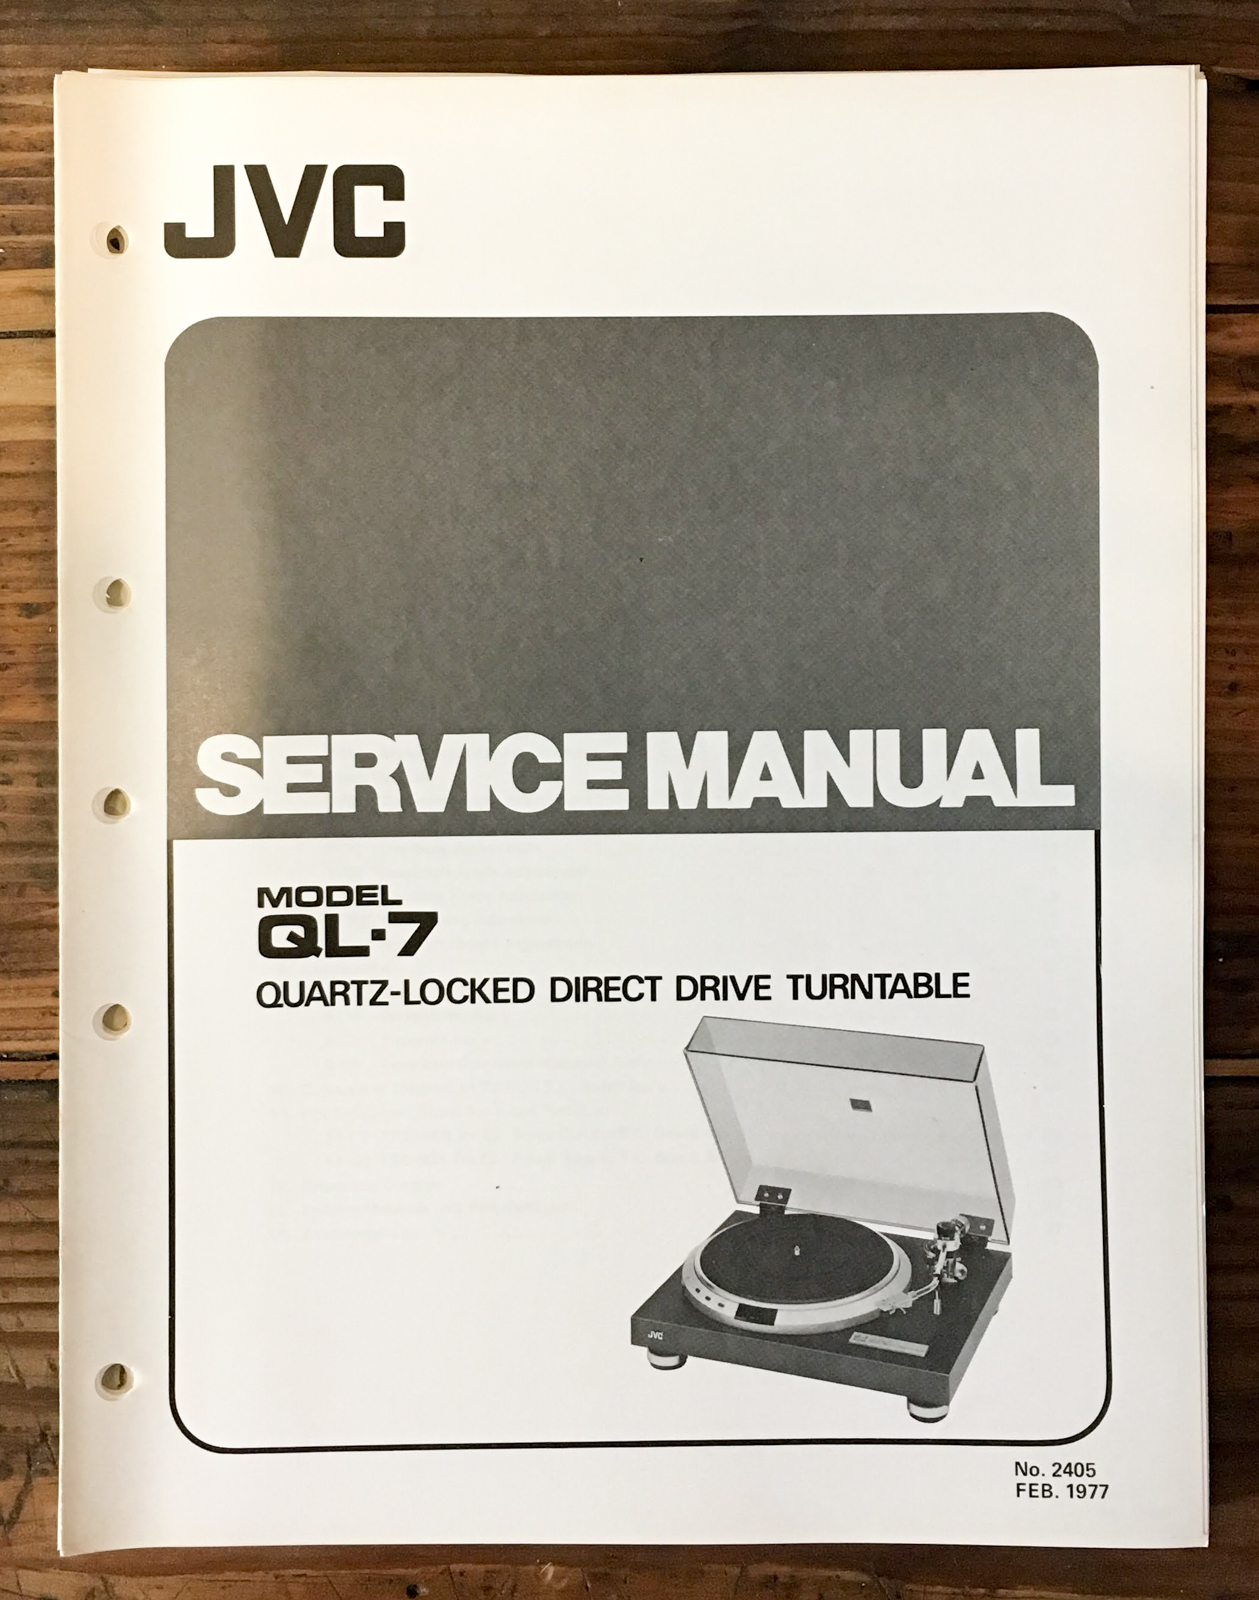 JVC
SERVICE MANUAL
MODEL
QL-7
QUARTZ-LOCKED DIRECT DRIVE TURNTABLE
JVC
No. 2405
FEB. 1977